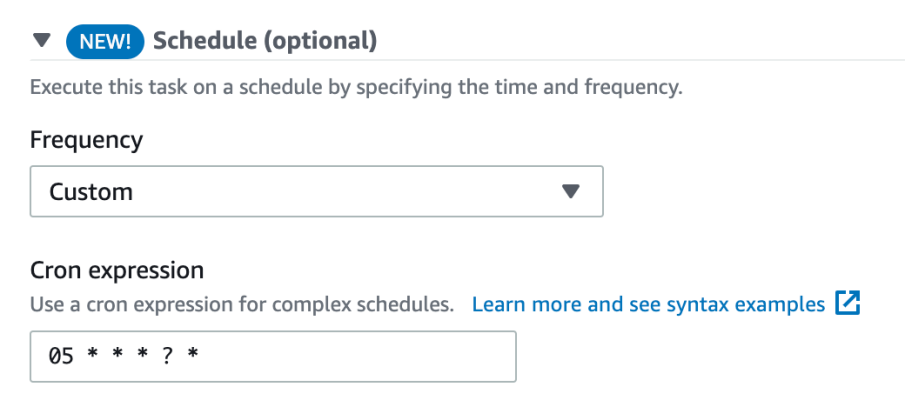 NEW! Schedule (optional)
Execute this task on a schedule by specifying the time and frequency.
Frequency
Custom
Cron expression
Use a cron expression for complex schedules. Learn more and see syntax examples
05 * * * ? *